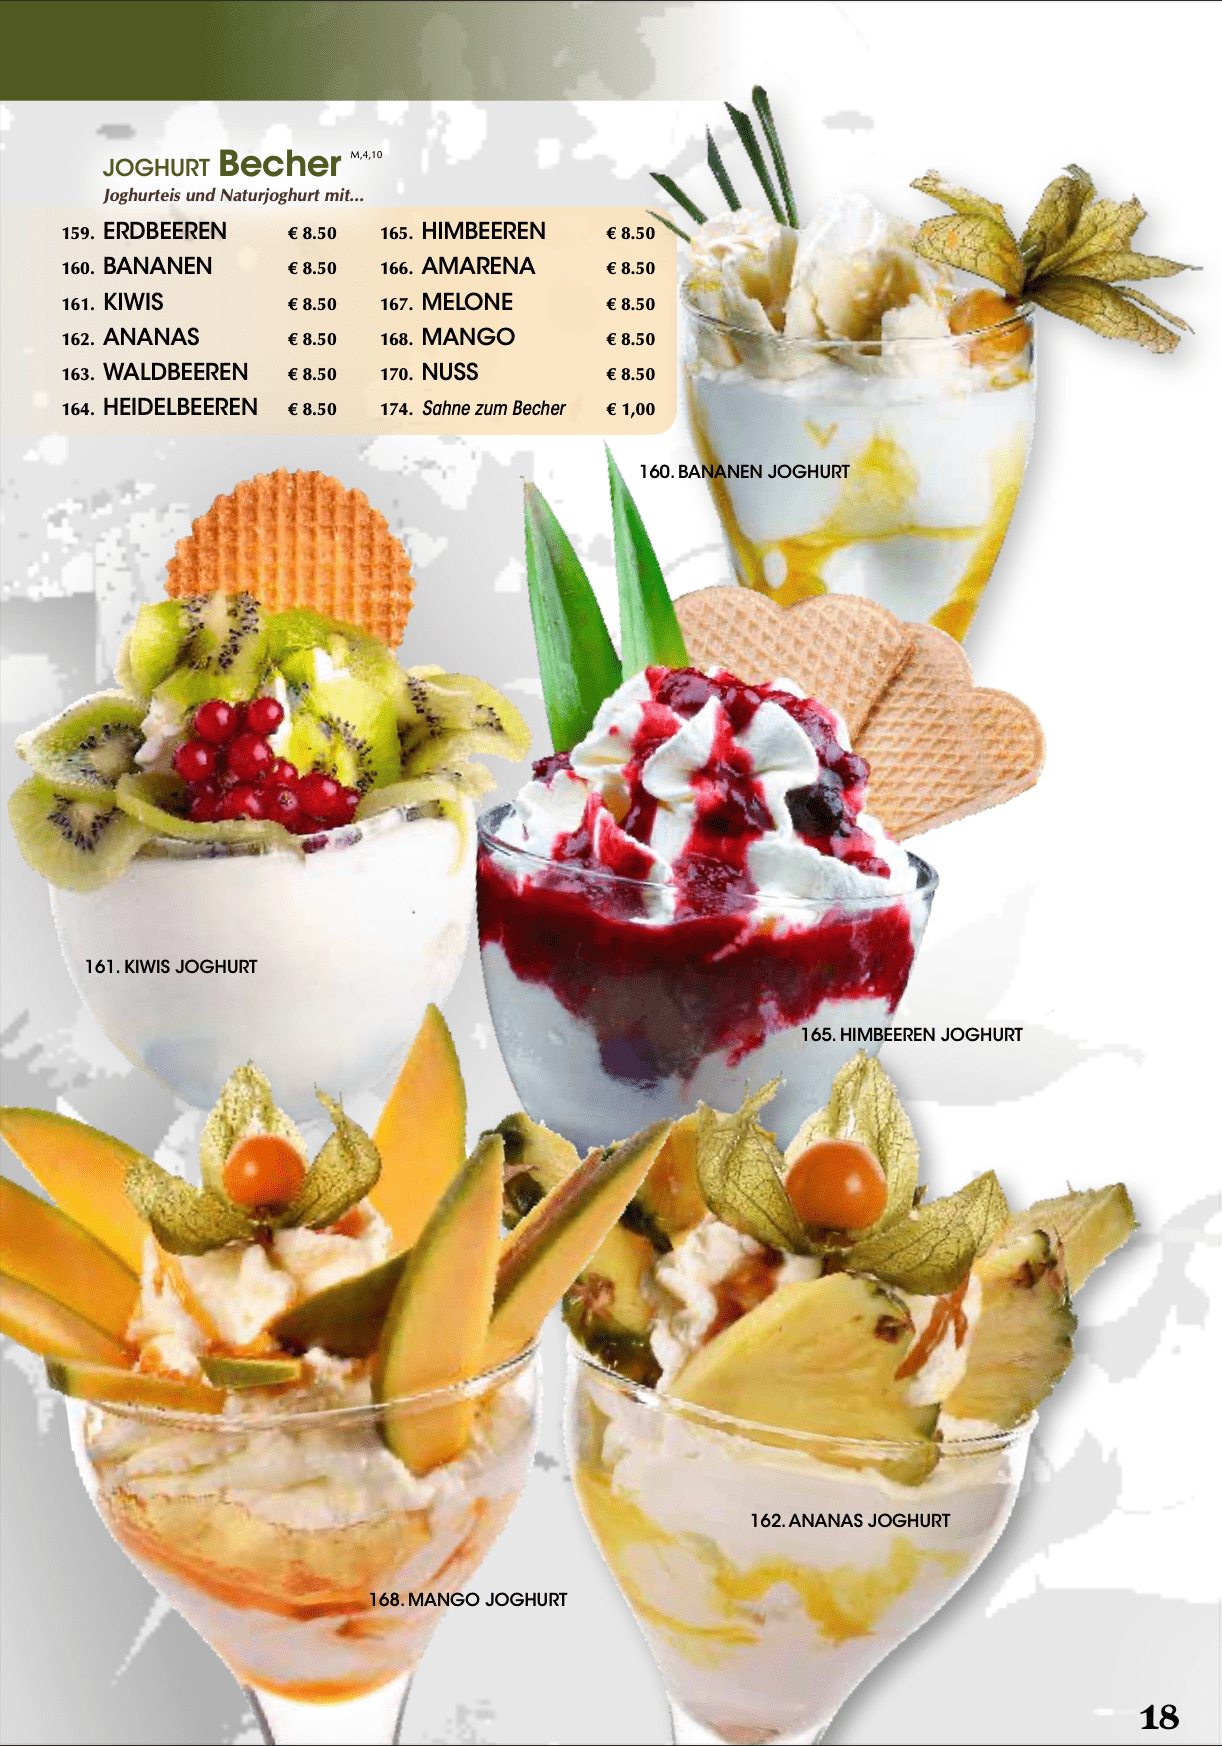 JOGHURT Becher M,4,10
Joghurteis und Naturjoghurt mit...
159. ERDBEEREN € 8.50
160. BANANEN € 8.50
161. KIWIS € 8.50
162. ANANAS € 8.50
163. WALDBEEREN € 8.50
164. HEIDELBEEREN € 8.50
165. HIMBEEREN € 8.50
166. AMARENA € 8.50
167. MELONE € 8.50
168. MANGO € 8.50
170. NUSS € 8.50
174. Sahne zum Becher € 1,00
160. BANANEN JOGHURT
161. KIWIS JOGHURT
165. HIMBEEREN JOGHURT
162. ANANAS JOGHURT
168. MANGO JOGHURT
18